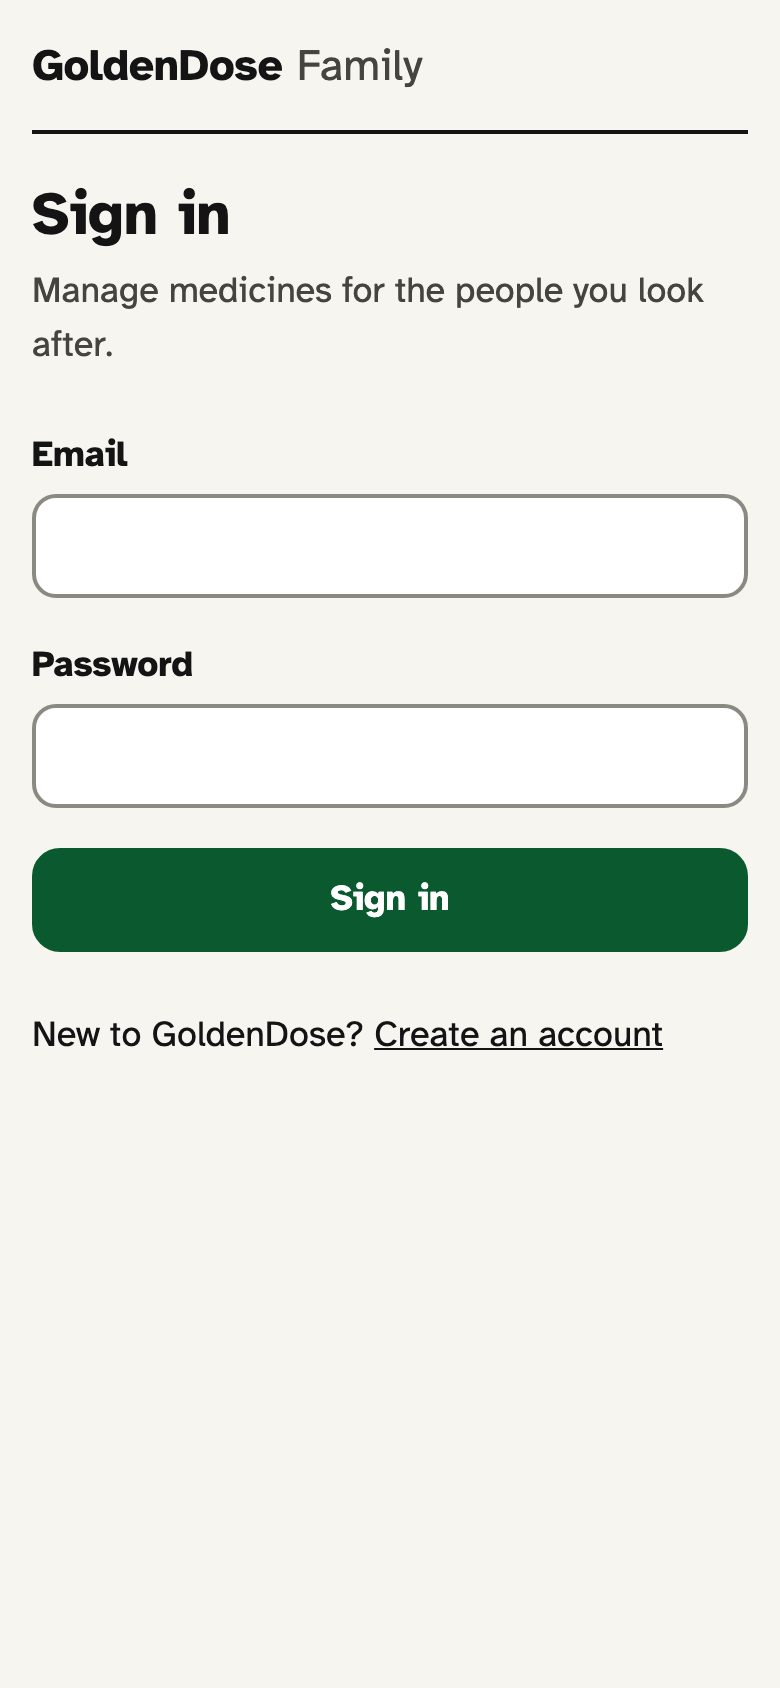 GoldenDose Family
Sign in
Manage medicines for the people you look
after.
Email
Password
Sign in
New to GoldenDose? Create an account